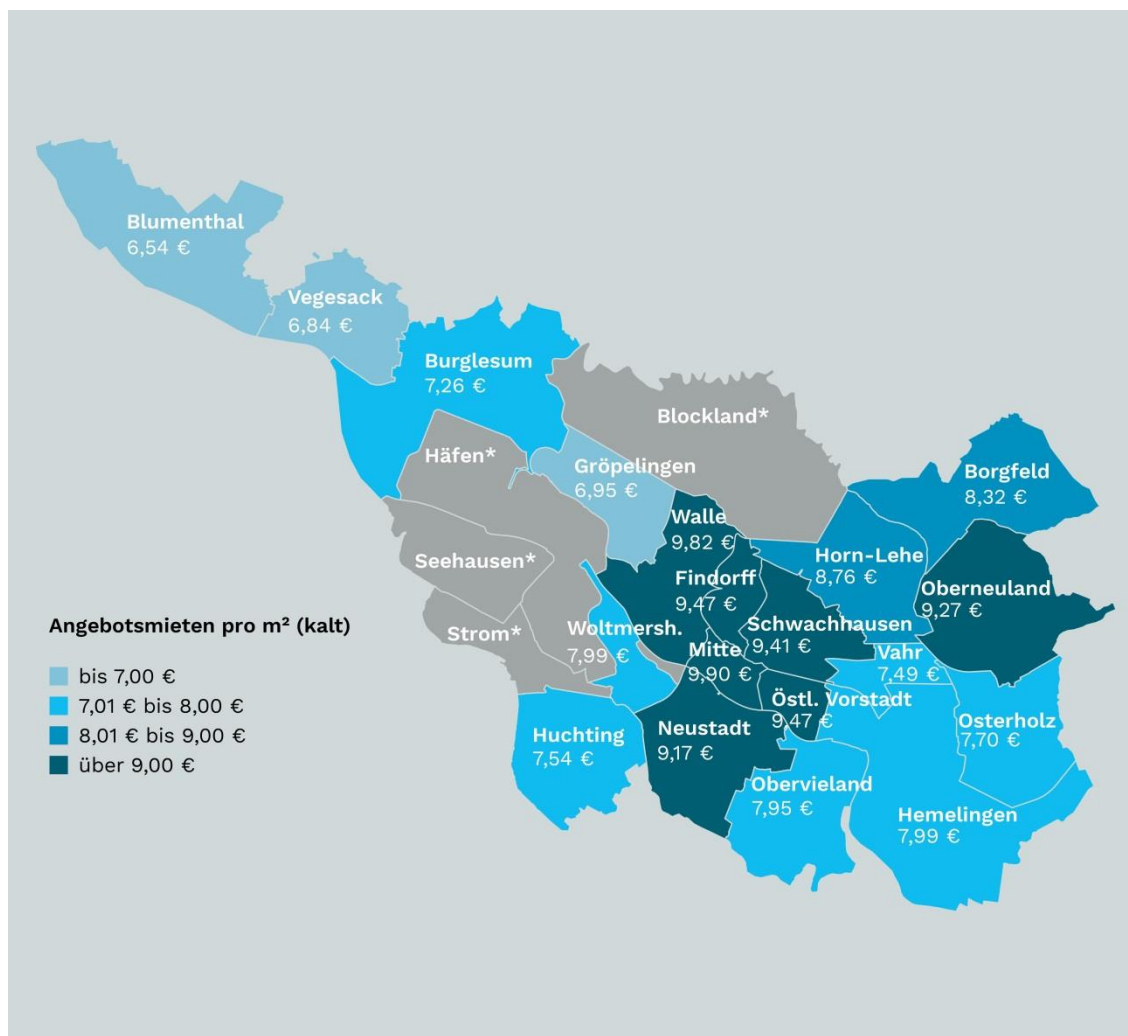 Blumenthal
6,54 €
Vegesack
6,84 €
Burglesum
7,26 €
Blockland*
Häfen*
Gröpelingen
6,95 €
Borgfeld
8,32 €
Walle
9,82 €
Horn-Lehe
8,76 €
Seehausen*
Findorff
9,47 €
Oberneuland
9,27 €
Strom*
Woltmersh.
7,99 €
Schwachhausen
9,41 €
Mitte
9,90 €
Vahr
7,49 €
Östl. Vorstadt
9,47 €
Huchting
7,54 €
Neustadt
9,17 €
Osterholz
7,70 €
Obervieland
7,95 €
Hemelingen
7,99 €
Angebotsmieten pro m² (kalt)
bis 7,00 €
7,01 € bis 8,00 €
8,01 € bis 9,00 €
über 9,00 €